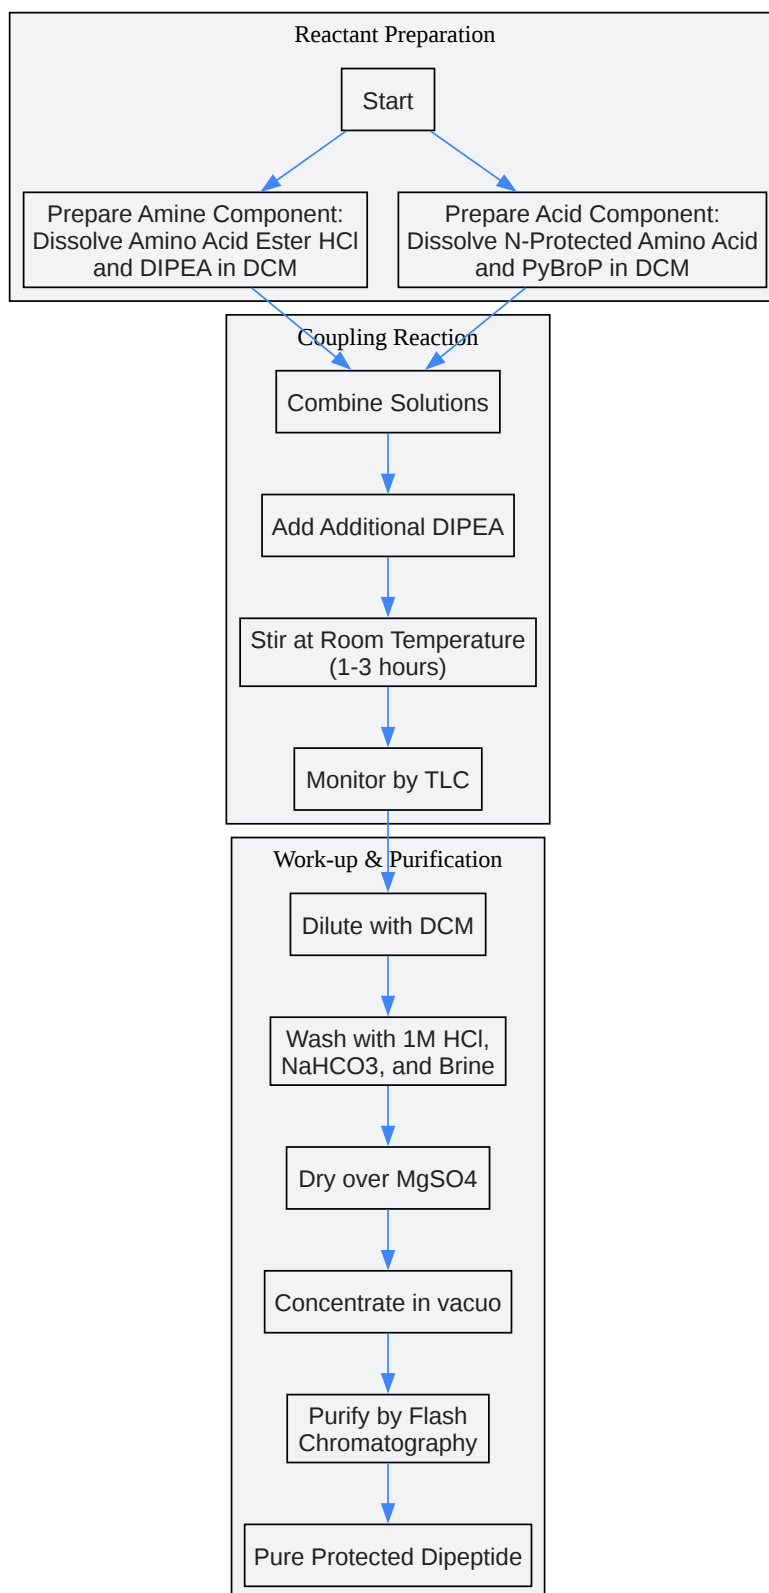 Reactant Preparation
Start
Prepare Amine Component:
Dissolve Amino Acid Ester HCl
and DIPEA in DCM
Prepare Acid Component:
Dissolve N-Protected Amino Acid
and PyBroP in DCM
Coupling Reaction
Combine Solutions
Add Additional DIPEA
Stir at Room Temperature
(1-3 hours)
Monitor by TLC
Work-up & Purification
Dilute with DCM
Wash with 1M HCl,
NaHCO3, and Brine
Dry over MgSO4
Concentrate in vacuo
Purify by Flash
Chromatography
Pure Protected Dipeptide